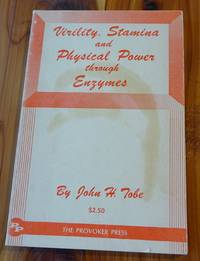 Virility, Stamina
and
Physical Power
through
Enzymes
By John H. Tobe
$2.50
THE PROVOKER PRESS